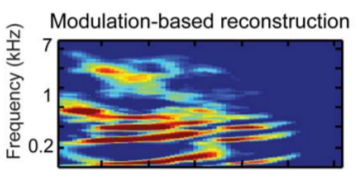 Modulation-based reconstruction
Frequency (kHz)
7
1
0.2